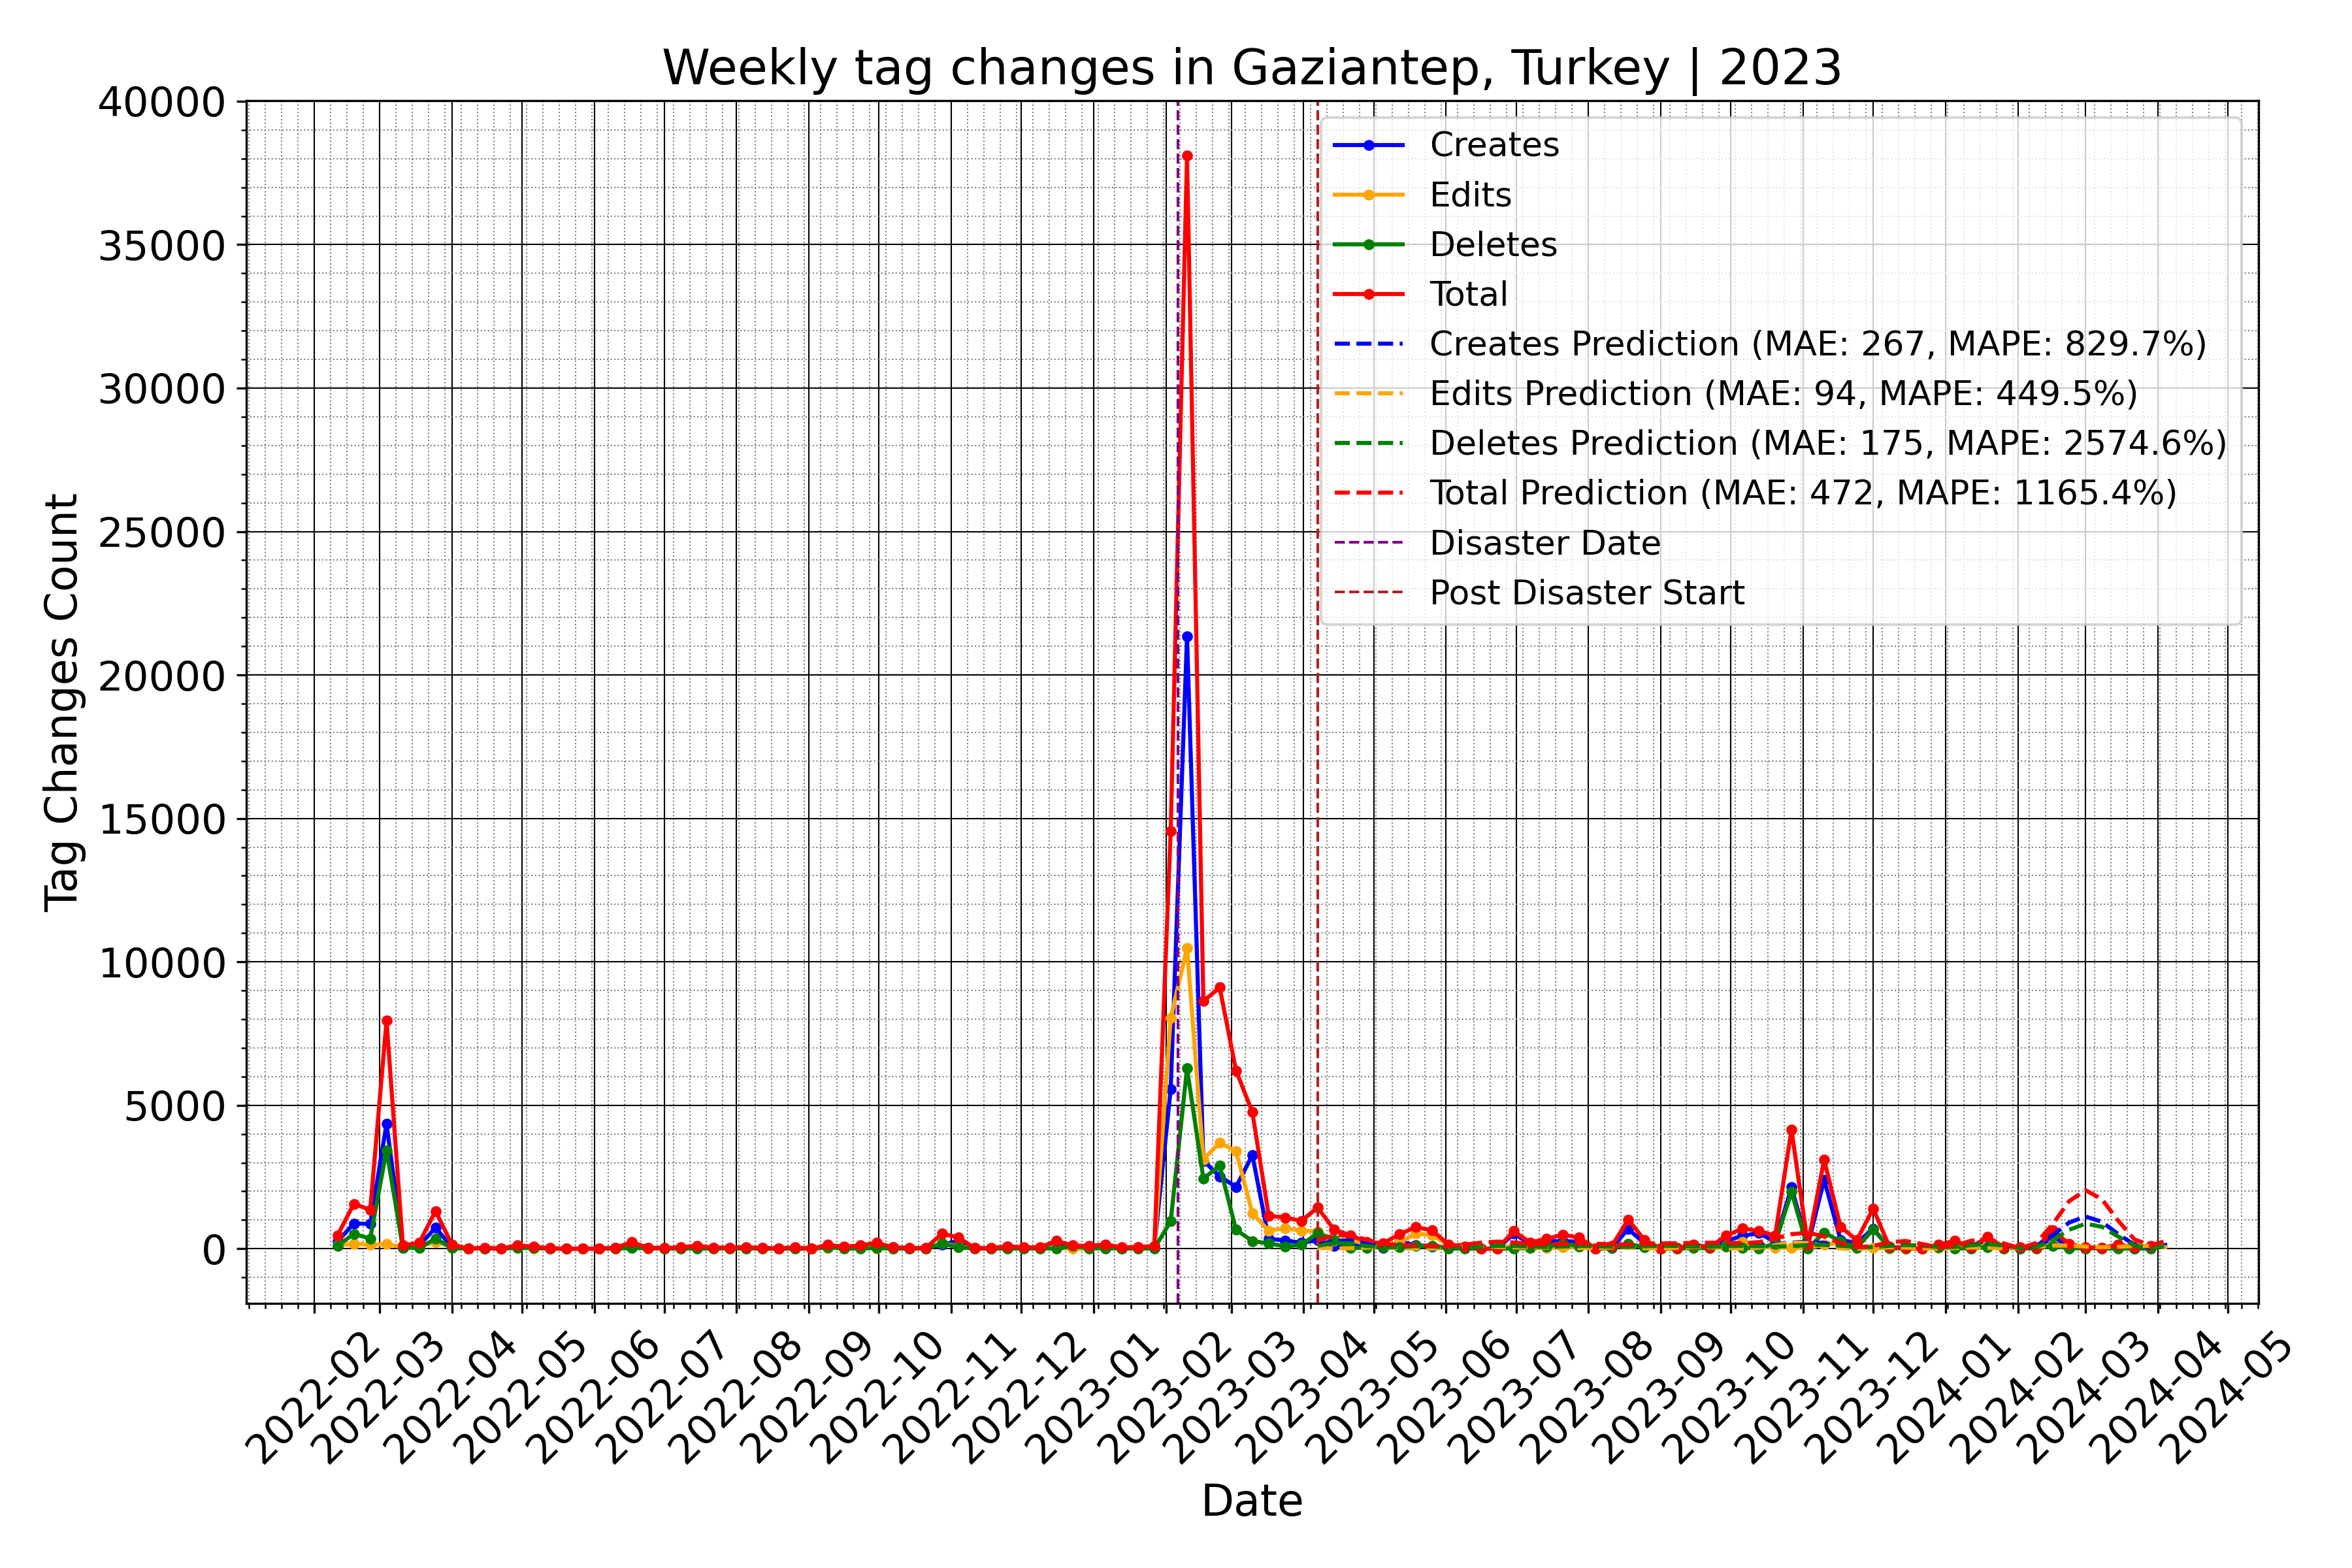 Weekly tag changes in Gaziantep, Turkey | 2023
40000
35000
30000
25000
20000
15000
10000
5000
0
Tag Changes Count
Creates
Edits
Deletes
Total
Creates Prediction (MAE: 267, MAPE: 829.7%)
Edits Prediction (MAE: 94, MAPE: 449.5%)
Deletes Prediction (MAE: 175, MAPE: 2574.6%)
Total Prediction (MAE: 472, MAPE: 1165.4%)
Disaster Date
Post Disaster Start
2022-02
2022-03
2022-04
2022-05
2022-06
2022-07
2022-08
2022-09
2022-10
2022-11
2022-12
2023-01
2023-02
2023-03
2023-04
2023-05
2023-06
2023-07
2023-08
2023-09
2023-10
2023-11
2023-12
2024-01
2024-02
2024-03
2024-04
2024-05
Date